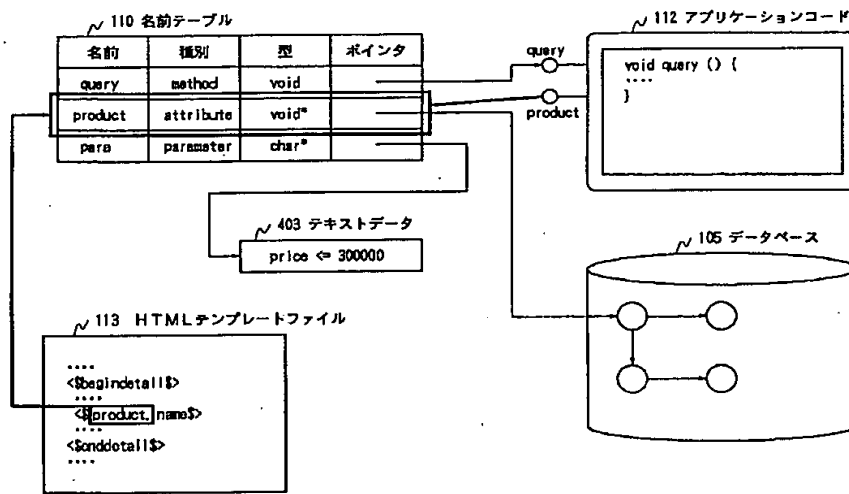 110 名前テーブル
名前 種別 型 ポインタ
query method void
product attribute void*
para parameter char*
query
product
112 アプリケーションコード
void query () {
....
}
403 テキストデータ
price <= 300000
105 データベース
113 HTMLテンプレートファイル
....
<$begindetail$>
....
<$product.name$>
....
<$enddetail$>
....